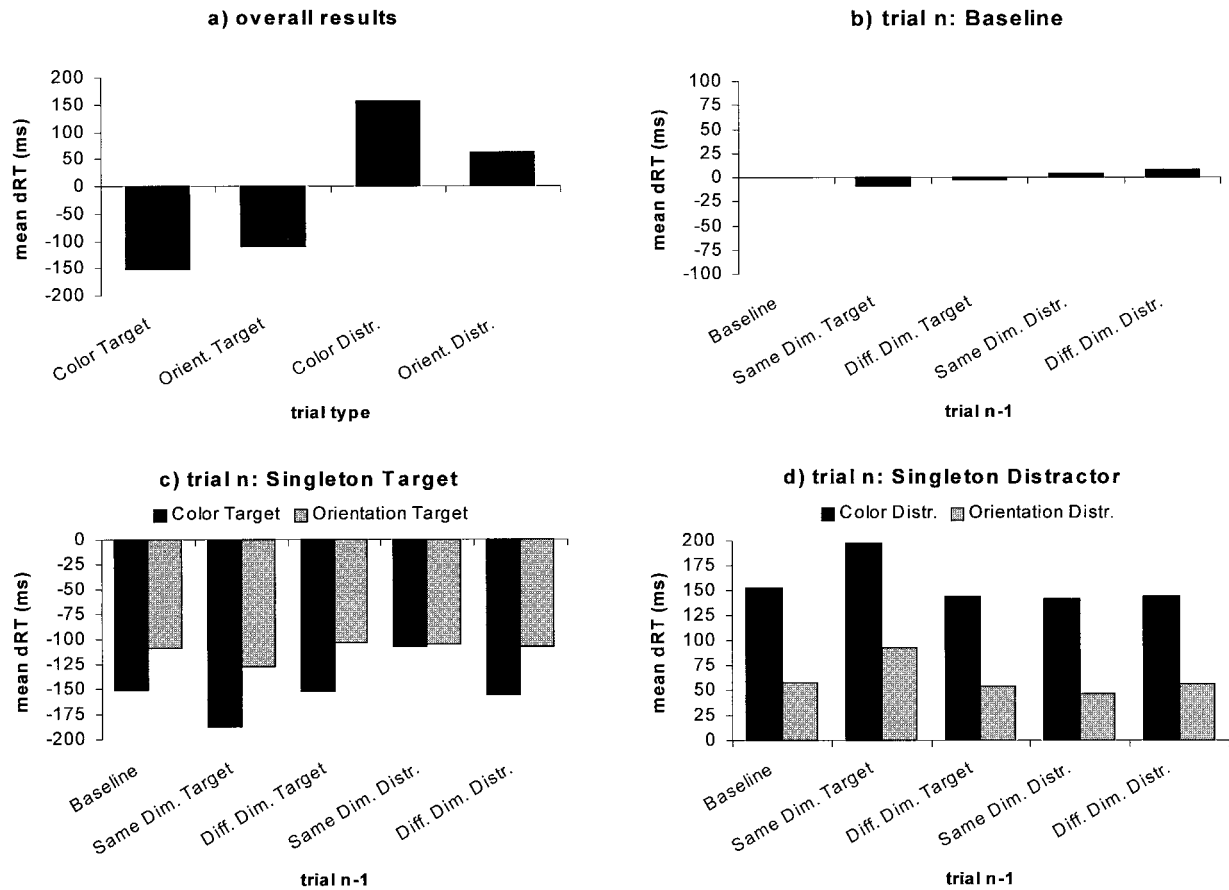 a) overall results
mean dRT (ms)
200
150
100
50
0
-50
-100
-150
-200
Color Target
Orient. Target
Color Distr.
Orient. Distr.
trial type
b) trial n: Baseline
mean dRT (ms)
100
75
50
25
0
-25
-50
-75
-100
Baseline
Same Dim. Target
Diff. Dim. Target
Same Dim. Distr.
Diff. Dim. Distr.
trial n-1
c) trial n: Singleton Target
Color Target
Orientation Target
mean dRT (ms)
0
-25
-50
-75
-100
-125
-150
-175
-200
Baseline
Same Dim. Target
Diff. Dim. Target
Same Dim. Distr.
Diff. Dim. Distr.
trial n-1
d) trial n: Singleton Distractor
Color Distr.
Orientation Distr.
mean dRT (ms)
200
175
150
125
100
75
50
25
0
Baseline
Same Dim. Target
Diff. Dim. Target
Same Dim. Distr.
Diff. Dim. Distr.
trial n-1